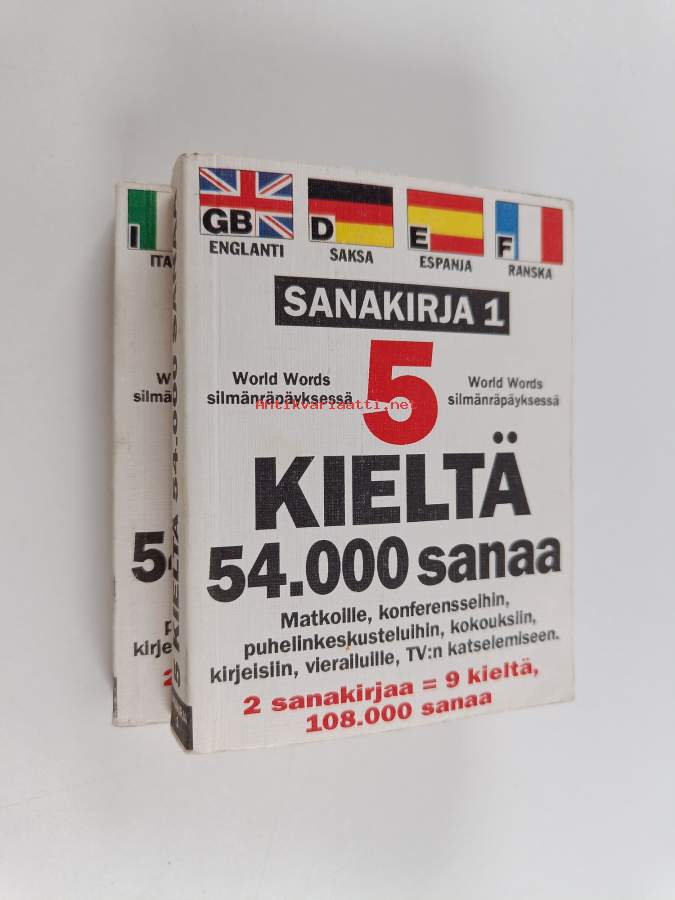 GB
D
E
F
ENGLANTI
SAKSA
ESPANJA
RANSKA
SANAKIRJA 1
World Words
silmänräpäyksessä
5
World Words
silmänräpäyksessä
Antikvariaatti.net
KIELTÄ
54.000 sanaa
Matkoille, konferensseihin,
puhelinkeskusteluihin, kokouksiin,
kirjeisiin, vierailuille, TV:n katselemiseen.
2 sanakirjaa = 9 kieltä,
108.000 sanaa
5 KIELTÄ 54.000 SANAA
I